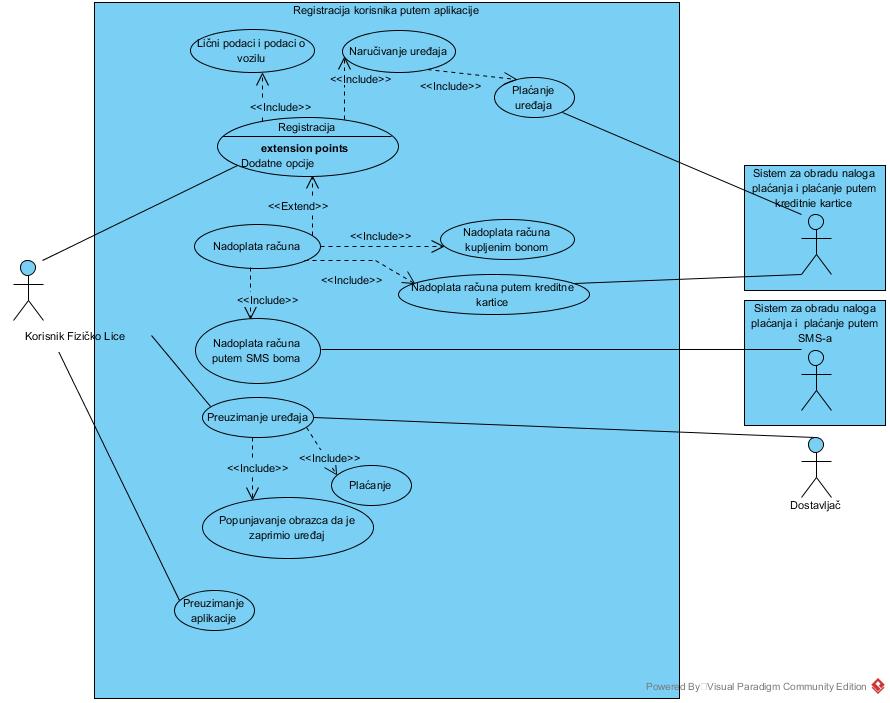 Registracija korisnika putem aplikacije
Lični podaci i podaci o
vozilu
Naručivanje uređaja
<<Include>>
<<Include>>
<<Include>>
Plaćanje
uređaja
Registracija
extension points
Dodatne opcije
Sistem za obradu naloga
plaćanja i plaćanje putem
kreditnie kartice
<<Extend>>
Nadoplata računa
<<Include>>
Nadoplata računa
kupljenim bonom
<<Include>>
Nadoplata računa putem kreditne
kartice
<<Include>>
Sistem za obradu naloga
plaćanja i  plaćanje putem
SMS-a
Korisnik Fizičko Lice
Nadoplata računa
putem SMS boma
Preuzimanje uređaja
<<Include>>
<<Include>>
Plaćanje
Dostavljač
Popunjavanje obrazca da je
zaprimio uređaj
Preuzimanje
aplikacije
Powered By Visual Paradigm Community Edition